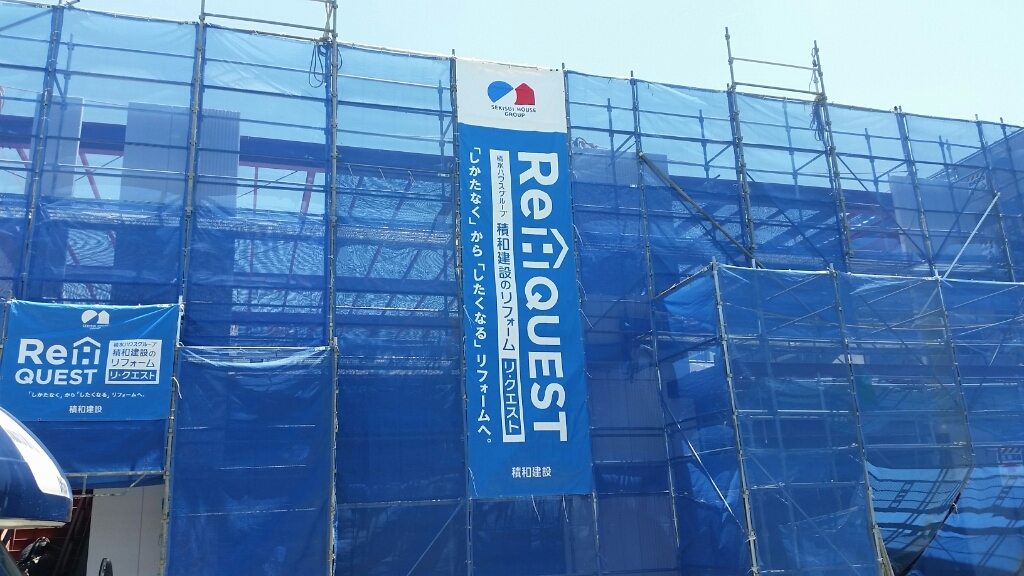 SEKISUI HOUSE
GROUP
Re:QUEST
積水ハウスグループ
積和建設のリフォーム リ・クエスト
「しかたなく」から「したくなる」リフォームへ。
積和建設
SEKISUI HOUSE
GROUP
Re:
QUEST
積水ハウスグループ
積和建設の
リフォーム
リ・クエスト
「しかたなく」から「したくなる」リフォームへ。
積和建設